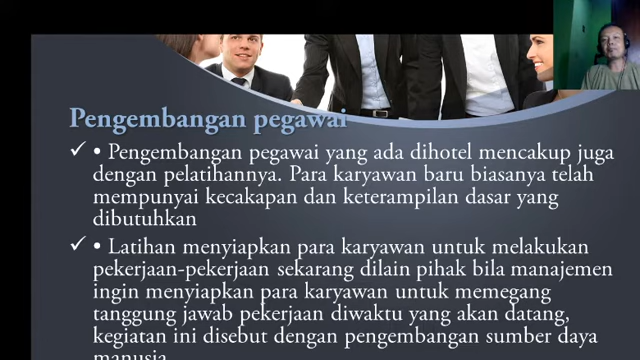 Pengembangan pegawai
✓ • Pengembangan pegawai yang ada dihotel mencakup juga
dengan pelatihannya. Para karyawan baru biasanya telah
mempunyai kecakapan dan keterampilan dasar yang
dibutuhkan
✓ • Latihan menyiapkan para karyawan untuk melakukan
pekerjaan-pekerjaan sekarang dilain pihak bila manajemen
ingin menyiapkan para karyawan untuk memegang
tanggung jawab pekerjaan diwaktu yang akan datang,
kegiatan ini disebut dengan pengembangan sumber daya
manusia